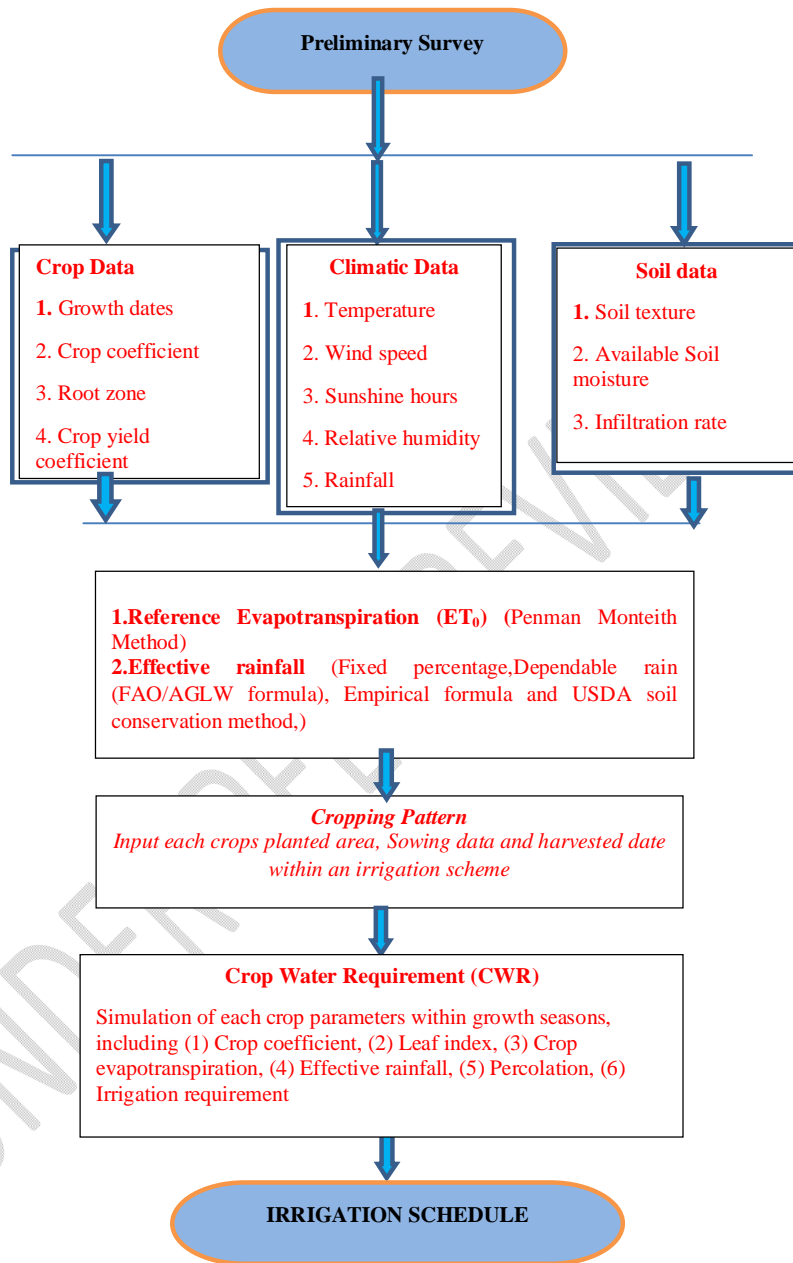 Preliminary Survey
Crop Data
1. Growth dates
2. Crop coefficient
3. Root zone
4. Crop yield
coefficient
Climatic Data
1. Temperature
2. Wind speed
3. Sunshine hours
4. Relative humidity
5. Rainfall
Soil data
1. Soil texture
2. Available Soil
moisture
3. Infiltration rate
1.Reference Evapotranspiration (ET₀) (Penman Monteith
Method)
2.Effective rainfall (Fixed percentage,Dependable rain
(FAO/AGLW formula), Empirical formula and USDA soil
conservation method,)
Cropping Pattern
Input each crops planted area, Sowing data and harvested date
within an irrigation scheme
Crop Water Requirement (CWR)
Simulation of each crop parameters within growth seasons,
including (1) Crop coefficient, (2) Leaf index, (3) Crop
evapotranspiration, (4) Effective rainfall, (5) Percolation, (6)
Irrigation requirement
IRRIGATION SCHEDULE